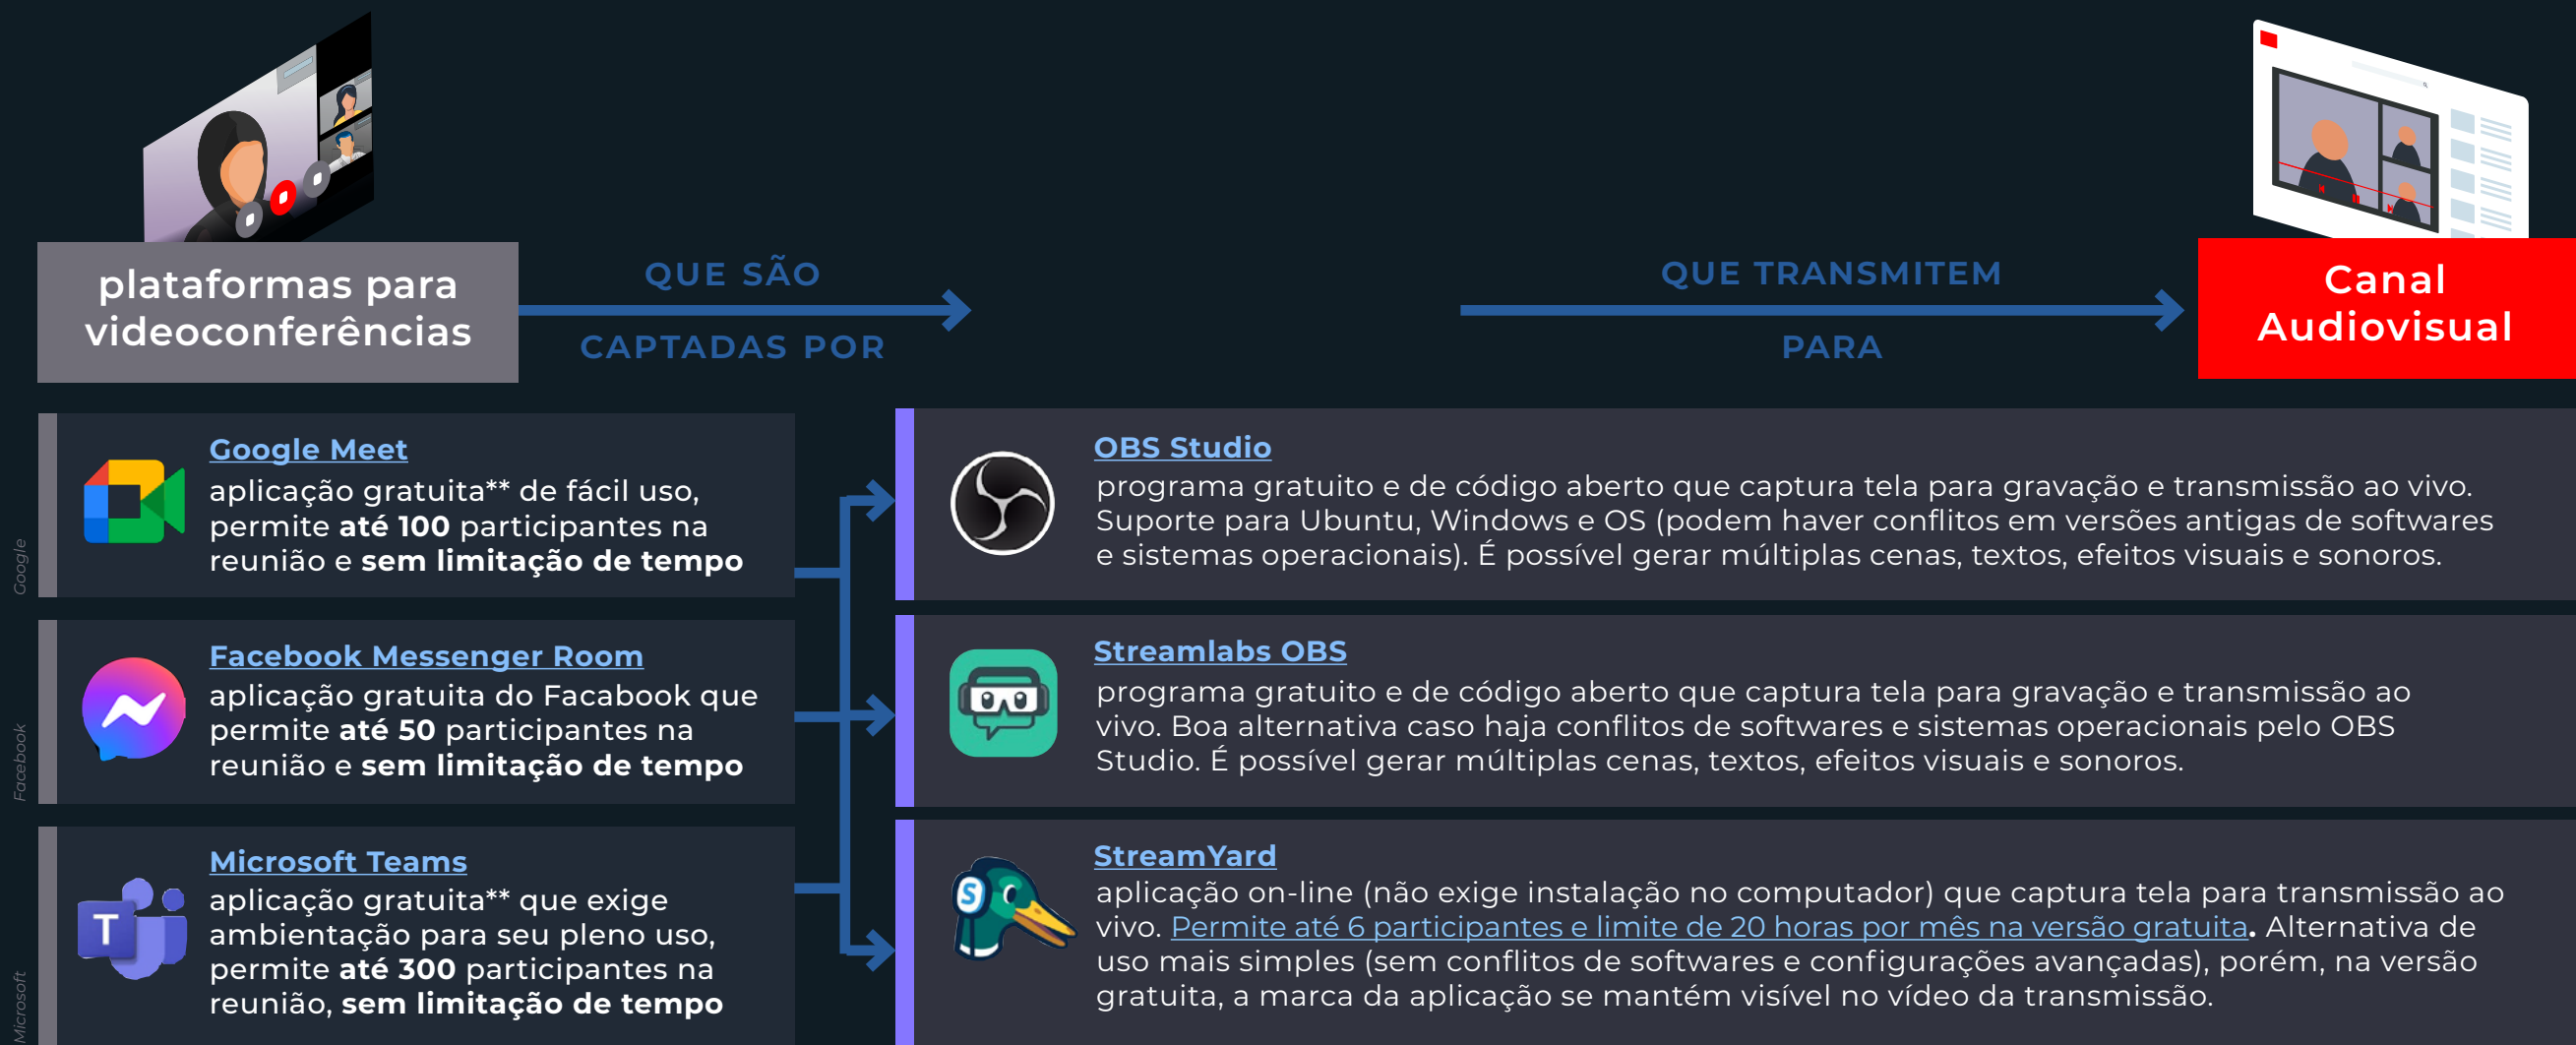 plataformas para
videoconferências
QUE SÃO
CAPTADAS POR
QUE TRANSMITEM
PARA
Canal
Audiovisual
Google
Google Meet
aplicação gratuita** de fácil uso,
permite até 100 participantes na
reunião e sem limitação de tempo
Facebook
Facebook Messenger Room
aplicação gratuita do Facabook que
permite até 50 participantes na
reunião e sem limitação de tempo
Microsoft
T
Microsoft Teams
aplicação gratuita** que exige
ambientação para seu pleno uso,
permite até 300 participantes na
reunião, sem limitação de tempo
OBS Studio
programa gratuito e de código aberto que captura tela para gravação e transmissão ao vivo.
Suporte para Ubuntu, Windows e OS (podem haver conflitos em versões antigas de softwares
e sistemas operacionais). É possível gerar múltiplas cenas, textos, efeitos visuais e sonoros.
Streamlabs OBS
programa gratuito e de código aberto que captura tela para gravação e transmissão ao
vivo. Boa alternativa caso haja conflitos de softwares e sistemas operacionais pelo OBS
Studio. É possível gerar múltiplas cenas, textos, efeitos visuais e sonoros.
S
StreamYard
aplicação on-line (não exige instalação no computador) que captura tela para transmissão ao
vivo. Permite até 6 participantes e limite de 20 horas por mês na versão gratuita. Alternativa de
uso mais simples (sem conflitos de softwares e configurações avançadas), porém, na versão
gratuita, a marca da aplicação se mantém visível no vídeo da transmissão.